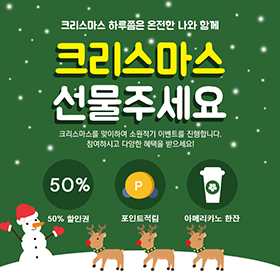 크리스마스 하루쯤은 온전한 나와 함께
크리스마스
선물주세요
크리스마스를 맞이하여 소원적기 이벤트를 진행합니다.
참여하시고 다양한 혜택을 받으세요!
50%
P
50% 할인권
포인트적립
아메리카노 한잔